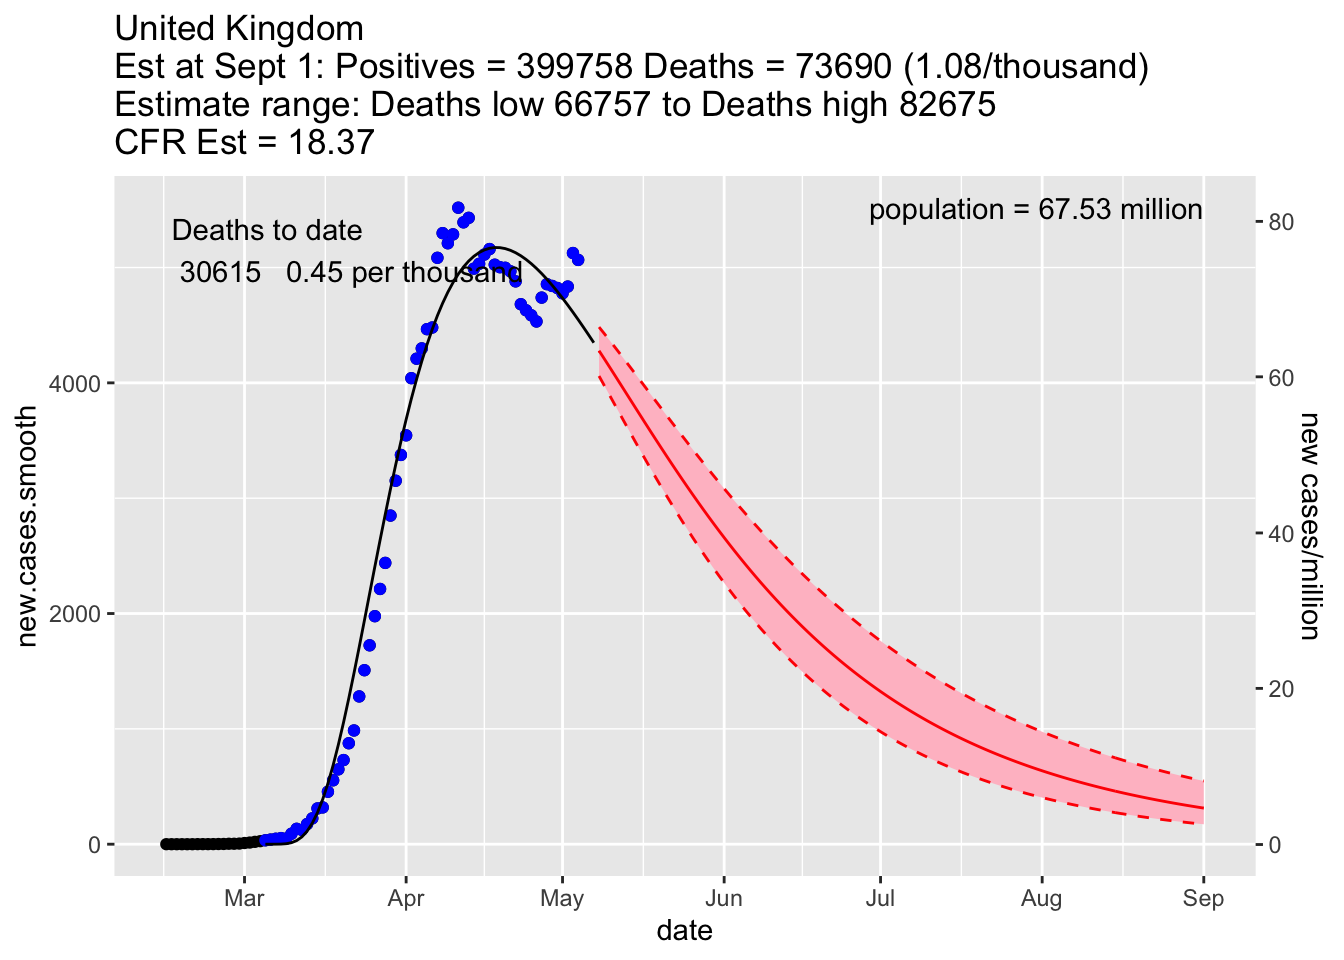 United Kingdom
Est at Sept 1: Positives = 399758 Deaths = 73690 (1.08/thousand)
Estimate range: Deaths low 66757 to Deaths high 82675
CFR Est = 18.37
Deaths to date
30615 0.45 per thousand
population = 67.53 million
new.cases.smooth
4000
2000
0
80
60
40
20
0
new cases/million
Mar Apr May Jun Jul Aug Sep
date